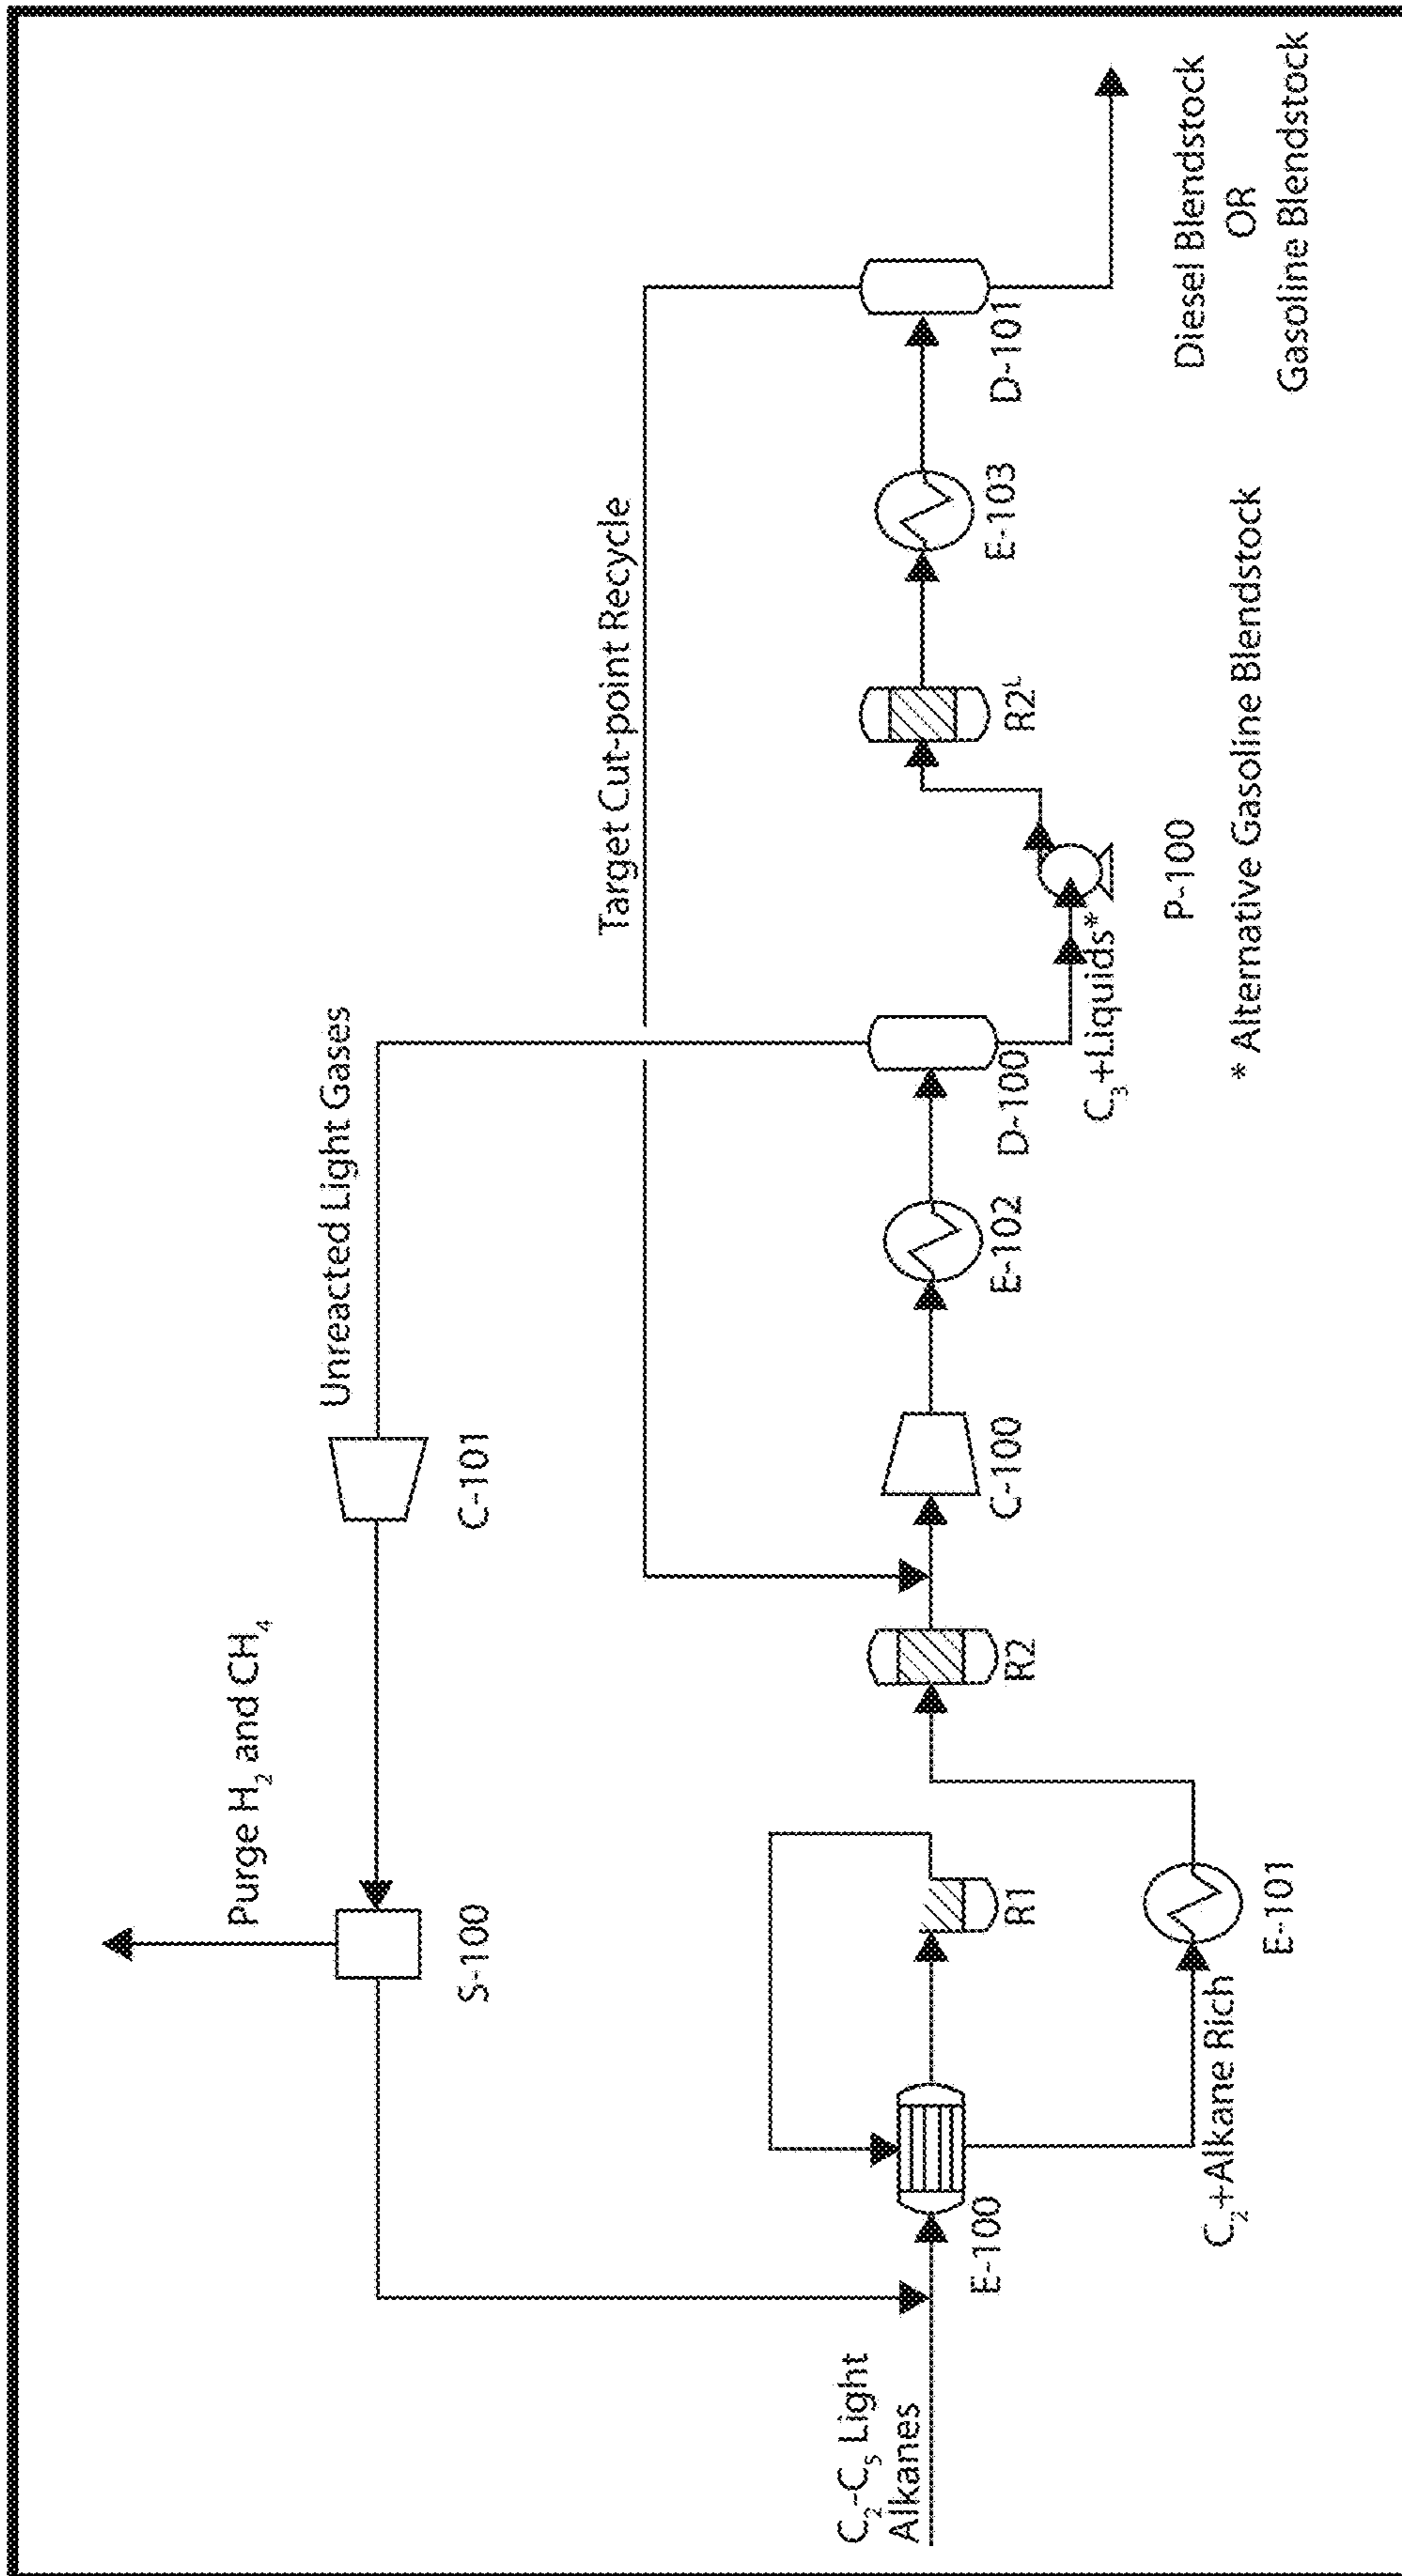 Purge H₂ and CH₄
Unreacted Light Gases
S-100
C-101
Target Cut-point Recycle
C₂-C₅ Light
Alkanes
E-100
R1
R2
C-100
E-102
D-100
R2ᴸ
E-103
D-101
C₂+Alkane Rich
E-101
C₃+Liquids*
P-100
Diesel Blendstock
OR
Gasoline Blendstock
* Alternative Gasoline Blendstock